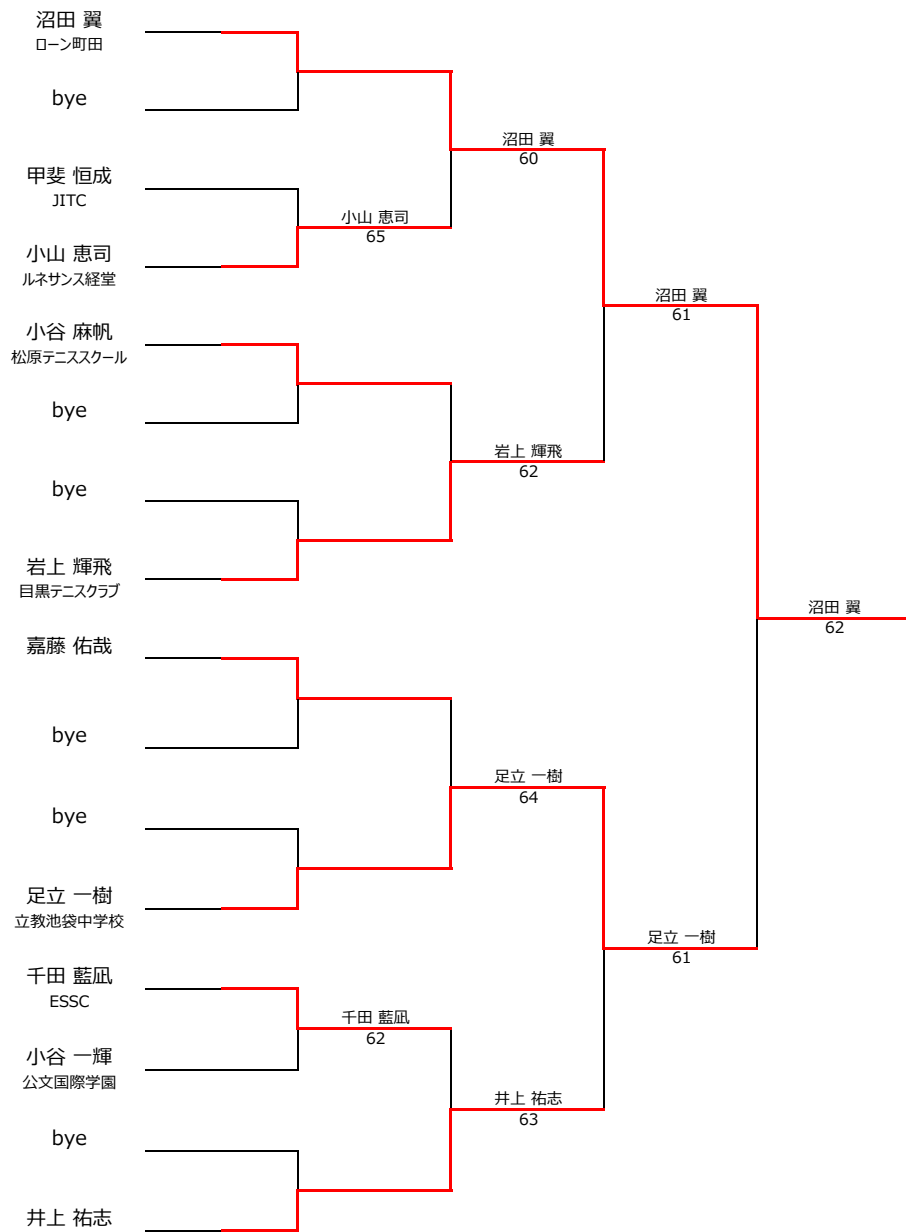 沼田 翼
ローン町田
bye
甲斐 恒成
JITC
小山 恵司
ルネサンス経堂
小谷 麻帆
松原テニススクール
bye
bye
岩上 輝飛
目黒テニスクラブ
嘉藤 佑哉
bye
bye
足立 一樹
立教池袋中学校
千田 藍凪
ESSC
小谷 一輝
公文国際学園
bye
井上 祐志
小山 恵司
65
千田 藍凪
62
沼田 翼
60
岩上 輝飛
62
足立 一樹
64
井上 祐志
63
沼田 翼
61
足立 一樹
61
沼田 翼
62